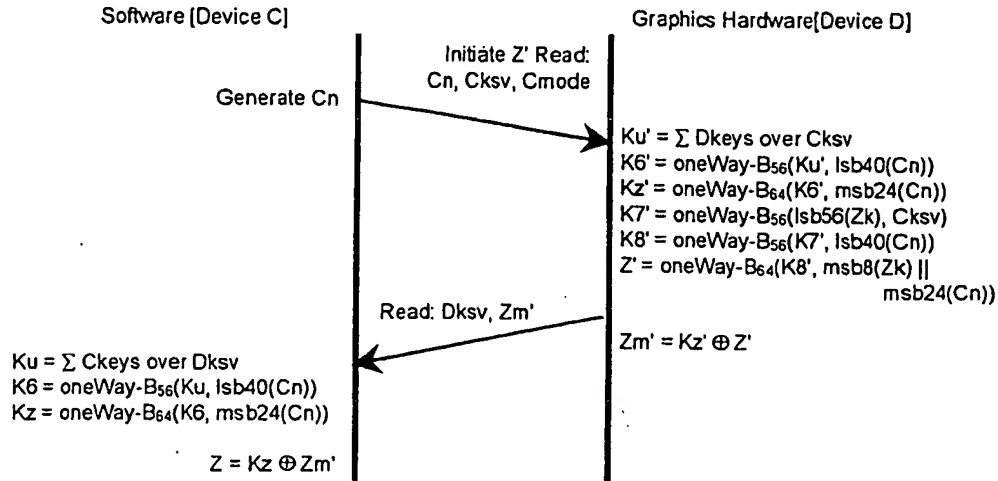 Software [Device C]
Graphics Hardware[Device D]
Initiate Z' Read:
Cn, Cksv, Cmode
Generate Cn
Ku' = ∑ Dkeys over Cksv
K6' = oneWay-B56(Ku', lsb40(Cn))
Kz' = oneWay-B64(K6', msb24(Cn))
K7' = oneWay-B56(lsb56(Zk), Cksv)
K8' = oneWay-B56(K7', lsb40(Cn))
Z' = oneWay-B64(K8', msb8(Zk) ||
msb24(Cn))
Read: Dksv, Zm'
Zm' = Kz' ⊕ Z'
Ku = ∑ Ckeys over Dksv
K6 = oneWay-B56(Ku, lsb40(Cn))
Kz = oneWay-B64(K6, msb24(Cn))
Z = Kz ⊕ Zm'